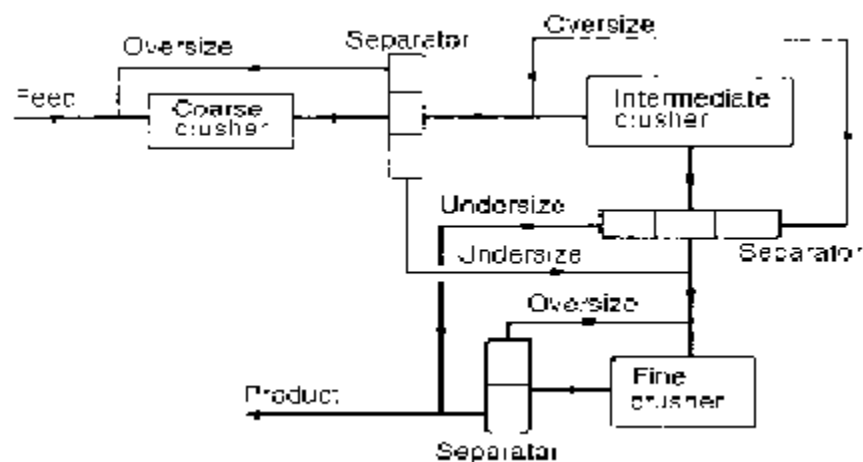 Oversize
Separator
Oversize
Feed
Coarse
crusher
Intermediate
crusher
Undersize
Undersize
Separator
Oversize
Product
Fine
crusher
Separator